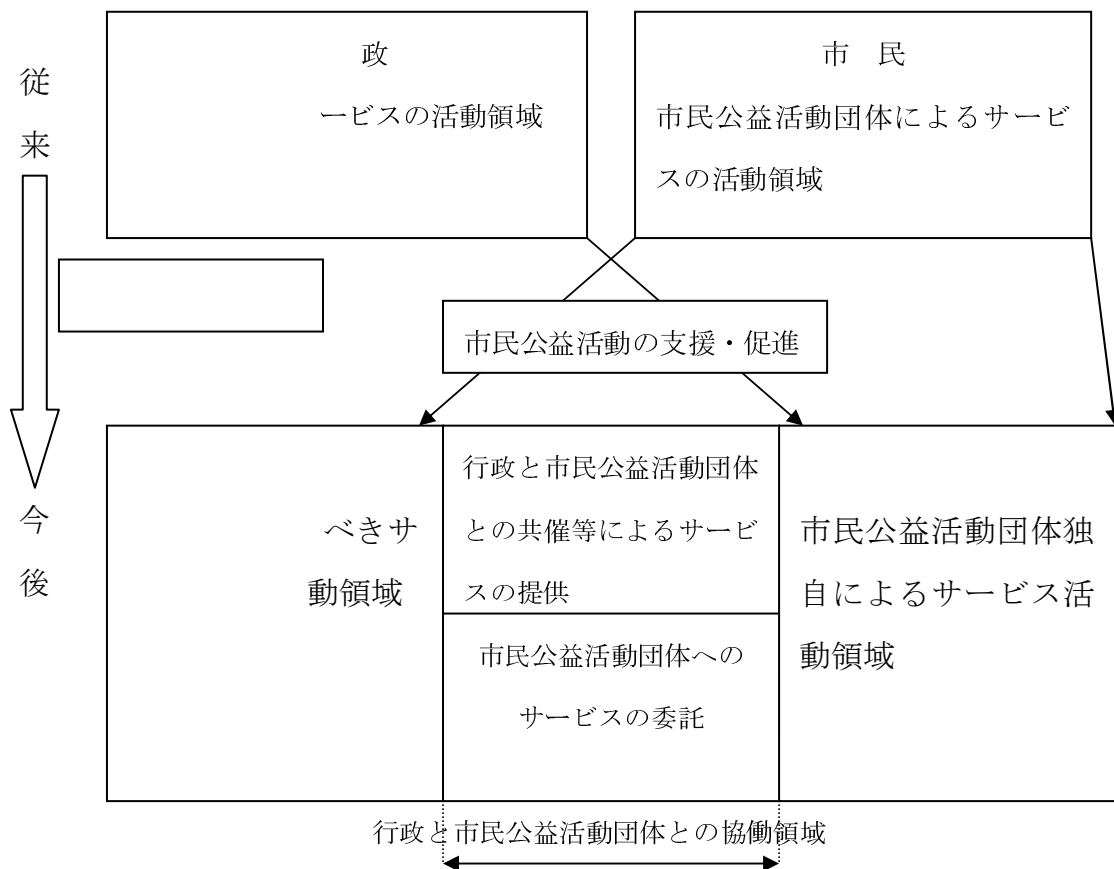 従来
政
ービスの活動領域
市　民
市民公益活動団体によるサービ
スの活動領域
市民公益活動の支援・促進
今後
べきサ
動領域
行政と市民公益活動団体
との共催等によるサービ
スの提供
市民公益活動団体への
サービスの委託
市民公益活動団体独
自によるサービス活
動領域
行政と市民公益活動団体との協働領域